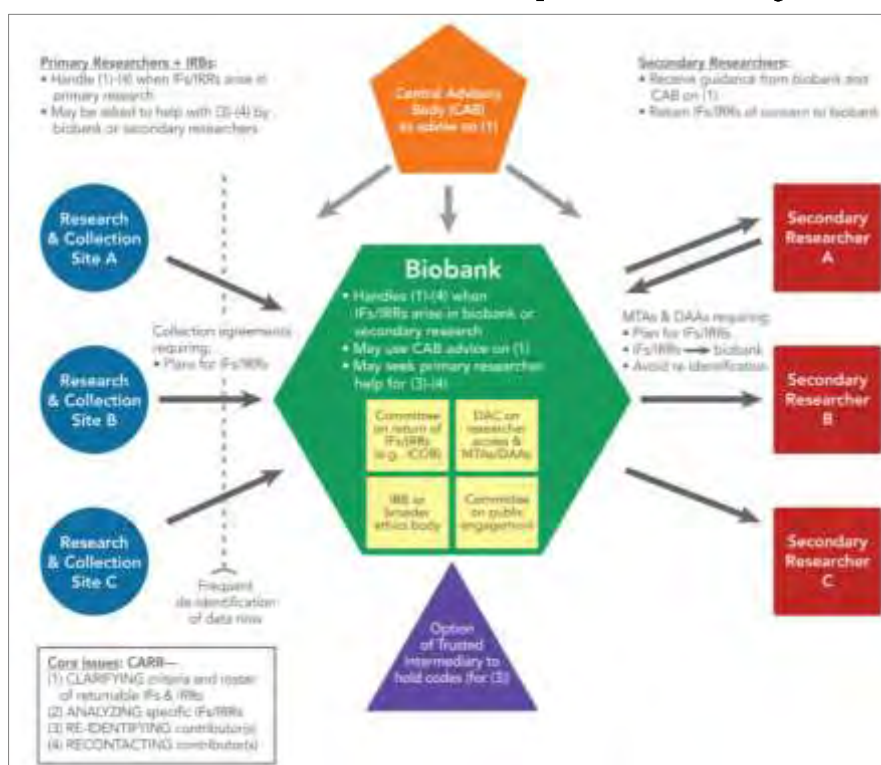 Primary Researchers + IRBs:
• Handle (1)-(4) when IFs/IRRs arise in
primary research
• May be asked to help with (3)-(4) by
biobank or secondary researchers
Central Advisory
Body (CAB)
to advise on (1)
Secondary Researchers:
• Receive guidance from biobank and
CAB on (1)
• Return IFs/IRRs of concern to biobank
Research
& Collection
Site A
Research
& Collection
Site B
Research
& Collection
Site C
Collection agreements
requiring:
• Plans for IFs/IRRs
Frequent
de-identification
of data now
Biobank
• Handles (1)-(4) when
IFs/IRRs arise in biobank or
secondary research
• May use CAB advice on (1)
• May seek primary researcher
help for (3)-(4)
Committee
on return of
IFs/IRRs
(e.g., ICOB)
DAC on
researcher
access &
MTAs/DAAs
IRB or
broader
ethics body
Committee
on public
engagement
MTAs & DAAs requiring:
• Plan for IFs/IRRs
• IFs/IRRs → biobank
• Avoid re-identification
Secondary
Researcher
A
Secondary
Researcher
B
Secondary
Researcher
C
Option
of Trusted
Intermediary to
hold codes (for (3))
Core Issues: CARR—
(1) CLARIFYING criteria and roster
of returnable IFs & IRRs
(2) ANALYZING specific IFs/IRRs
(3) RE-IDENTIFYING contributor(s)
(4) RECONTACTING contributor(s)